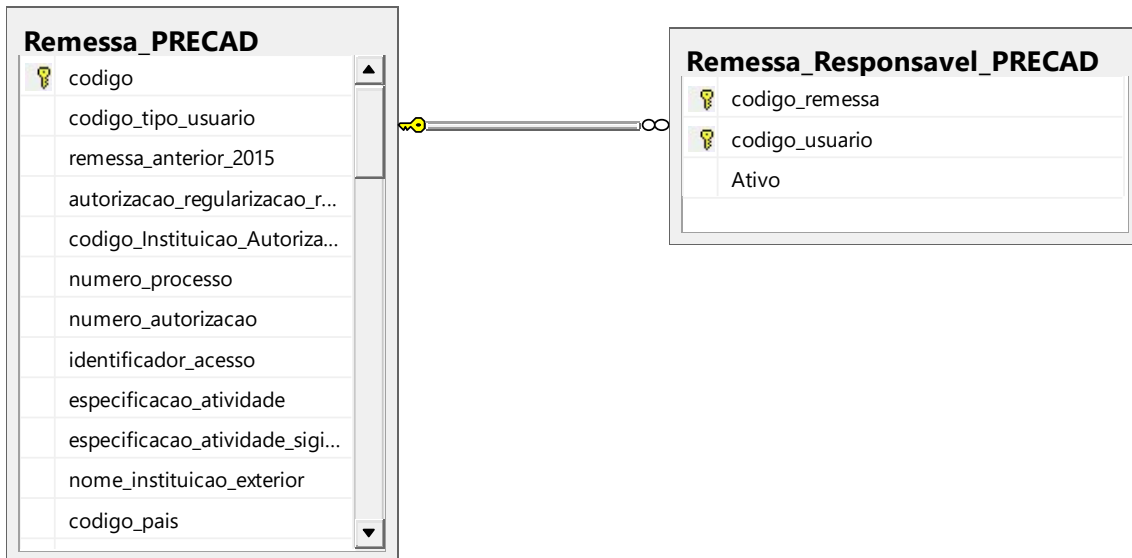 Remessa_PRECAD
codigo
codigo_tipo_usuario
remessa_anterior_2015
autorizacao_regularizacao_r...
codigo_Instituicao_Autoriza...
numero_processo
numero_autorizacao
identificador_acesso
especificacao_atividade
especificacao_atividade_sigi...
nome_instituicao_exterior
codigo_pais
Remessa_Responsavel_PRECAD
codigo_remessa
codigo_usuario
Ativo